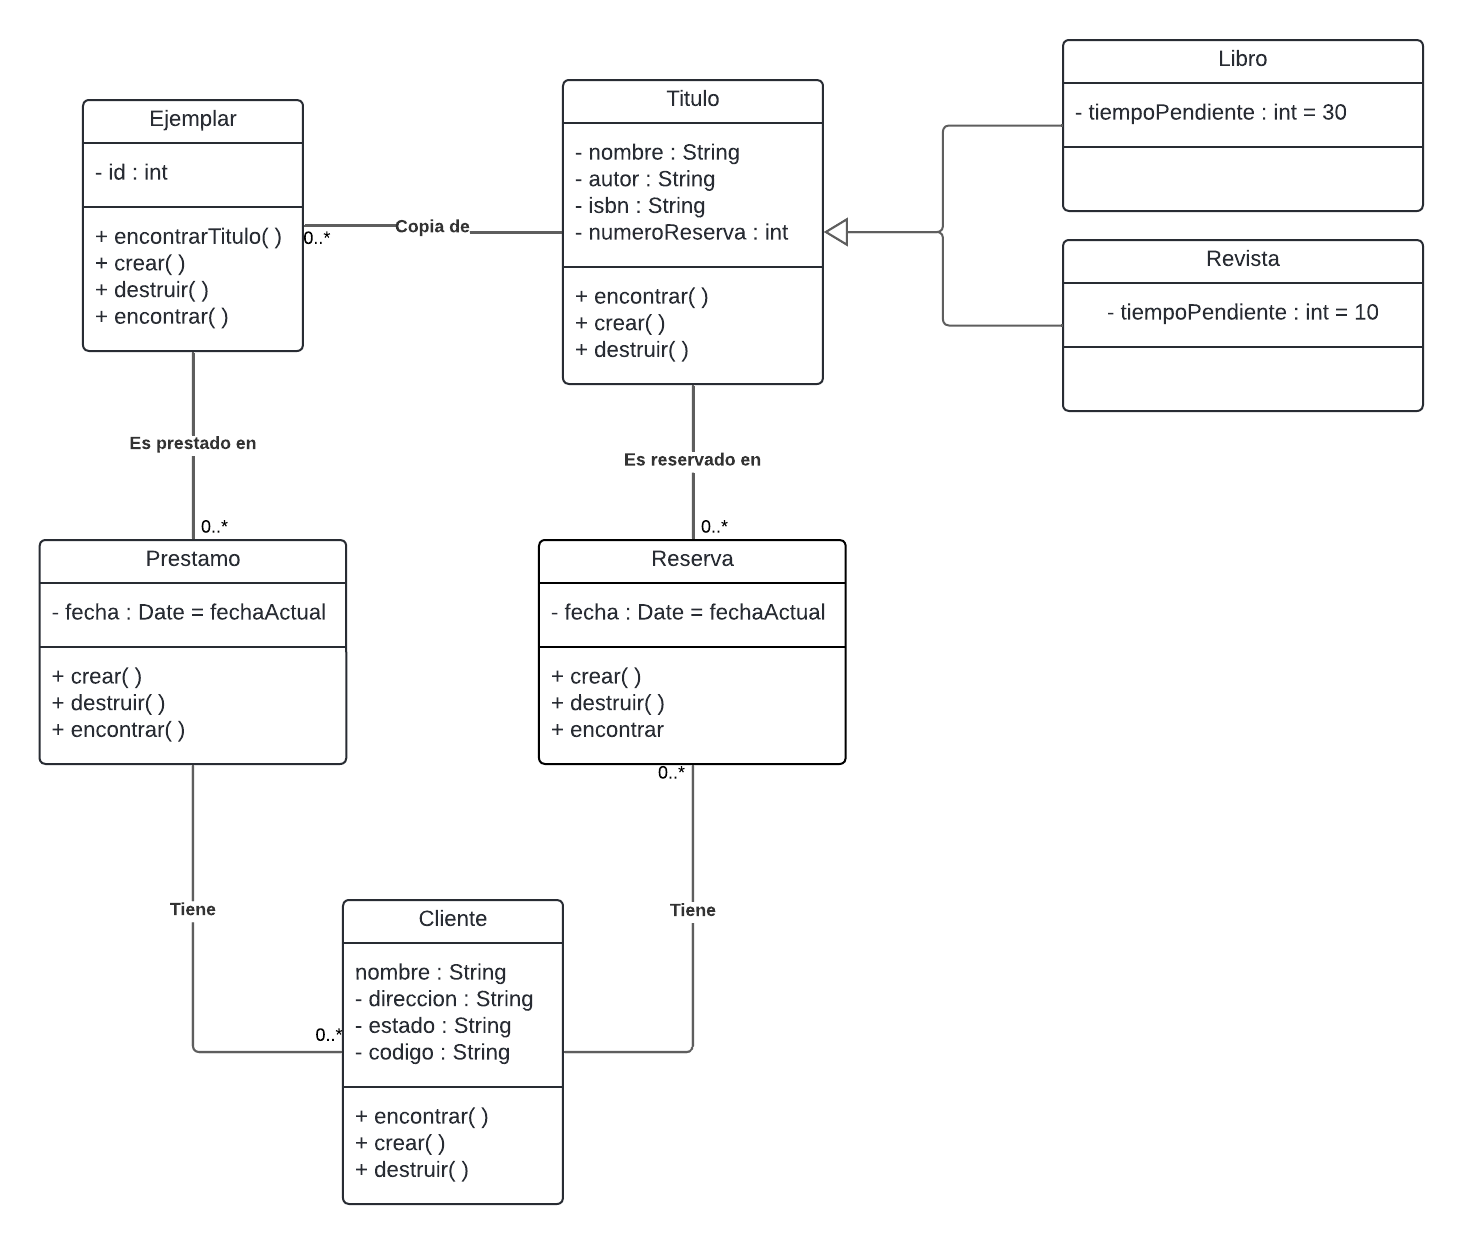 Ejemplar
- id : int
+ encontrarTitulo( )
+ crear( )
+ destruir( )
+ encontrar( )
0..*
Copia de
Titulo
- nombre : String
- autor : String
- isbn : String
- numeroReserva : int
+ encontrar( )
+ crear( )
+ destruir( )
Libro
- tiempoPendiente : int = 30
Revista
- tiempoPendiente : int = 10
Es prestado en
0..*
Es reservado en
0..*
Prestamo
- fecha : Date = fechaActual
+ crear( )
+ destruir( )
+ encontrar( )
Reserva
- fecha : Date = fechaActual
+ crear( )
+ destruir( )
+ encontrar
0..*
Tiene
Tiene
0..*
Cliente
nombre : String
- direccion : String
- estado : String
- codigo : String
+ encontrar( )
+ crear( )
+ destruir( )